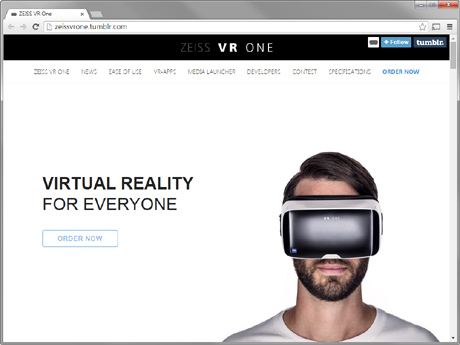 ZEISS VR One
zeissvrone.tumblr.com
ZEISS VR ONE
+ Follow
tumblr.
ZEISS VR ONE NEWS EASE OF USE VR-APPS MEDIA LAUNCHER DEVELOPERS CONTEST SPECIFICATIONS ORDER NOW
VIRTUAL REALITY
FOR EVERYONE
ORDER NOW